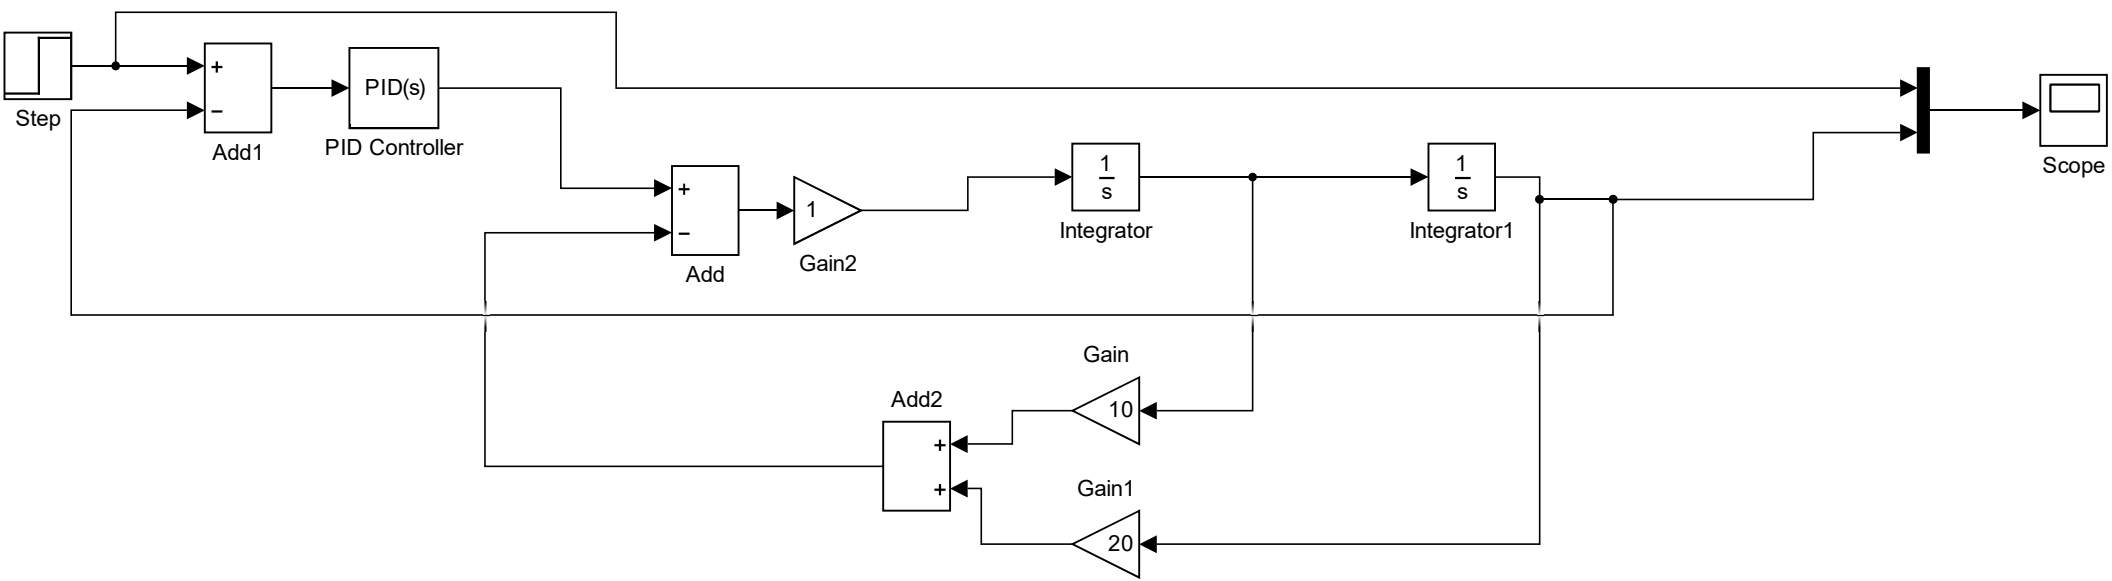 Step
+
−
Add1
PID(s)
PID Controller
+
−
Add
1
Gain2
1
s
Integrator
1
s
Integrator1
Scope
Gain
10
Add2
+
+
Gain1
20